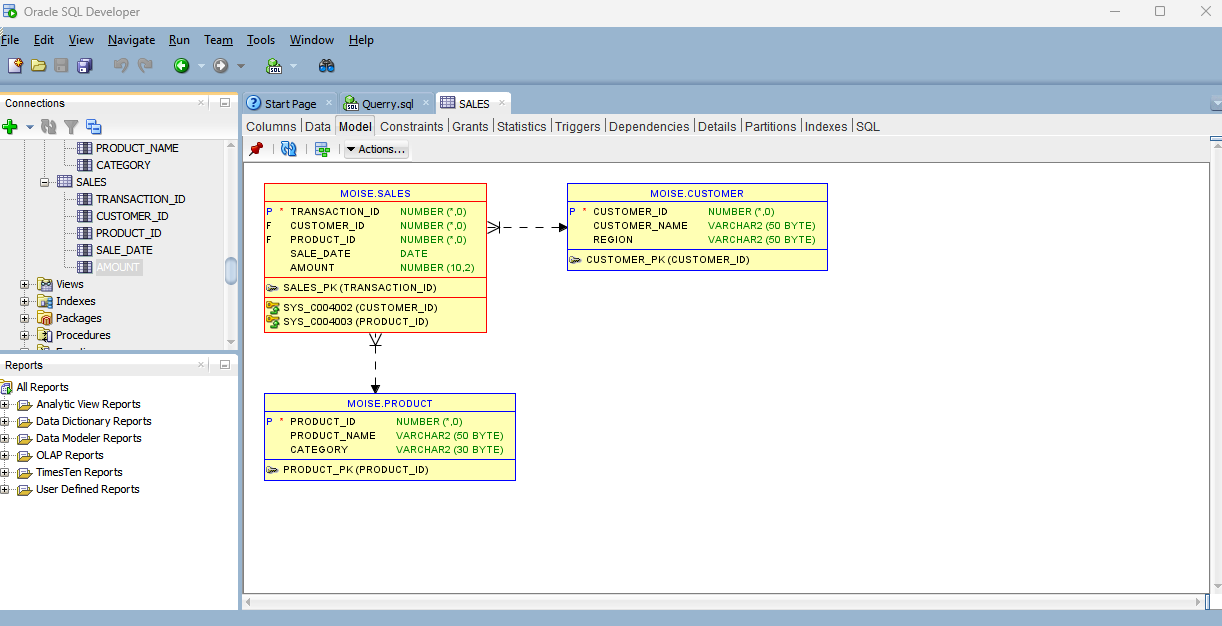 Oracle SQL Developer
File Edit View Navigate Run Team Tools Window Help
Connections
PRODUCT_NAME
CATEGORY
SALES
TRANSACTION_ID
CUSTOMER_ID
PRODUCT_ID
SALE_DATE
AMOUNT
Views
Indexes
Packages
Procedures
Reports
All Reports
Analytic View Reports
Data Dictionary Reports
Data Modeler Reports
OLAP Reports
TimesTen Reports
User Defined Reports
Start Page Querry.sql SALES
Columns Data Model Constraints Grants Statistics Triggers Dependencies Details Partitions Indexes SQL
Actions...
MOISE.SALES
P * TRANSACTION_ID NUMBER (*,0)
F CUSTOMER_ID NUMBER (*,0)
F PRODUCT_ID NUMBER (*,0)
SALE_DATE DATE
AMOUNT NUMBER (10,2)
SALES_PK (TRANSACTION_ID)
SYS_C004002 (CUSTOMER_ID)
SYS_C004003 (PRODUCT_ID)
MOISE.CUSTOMER
P * CUSTOMER_ID NUMBER (*,0)
CUSTOMER_NAME VARCHAR2 (50 BYTE)
REGION VARCHAR2 (50 BYTE)
CUSTOMER_PK (CUSTOMER_ID)
MOISE.PRODUCT
P * PRODUCT_ID NUMBER (*,0)
PRODUCT_NAME VARCHAR2 (50 BYTE)
CATEGORY VARCHAR2 (30 BYTE)
PRODUCT_PK (PRODUCT_ID)